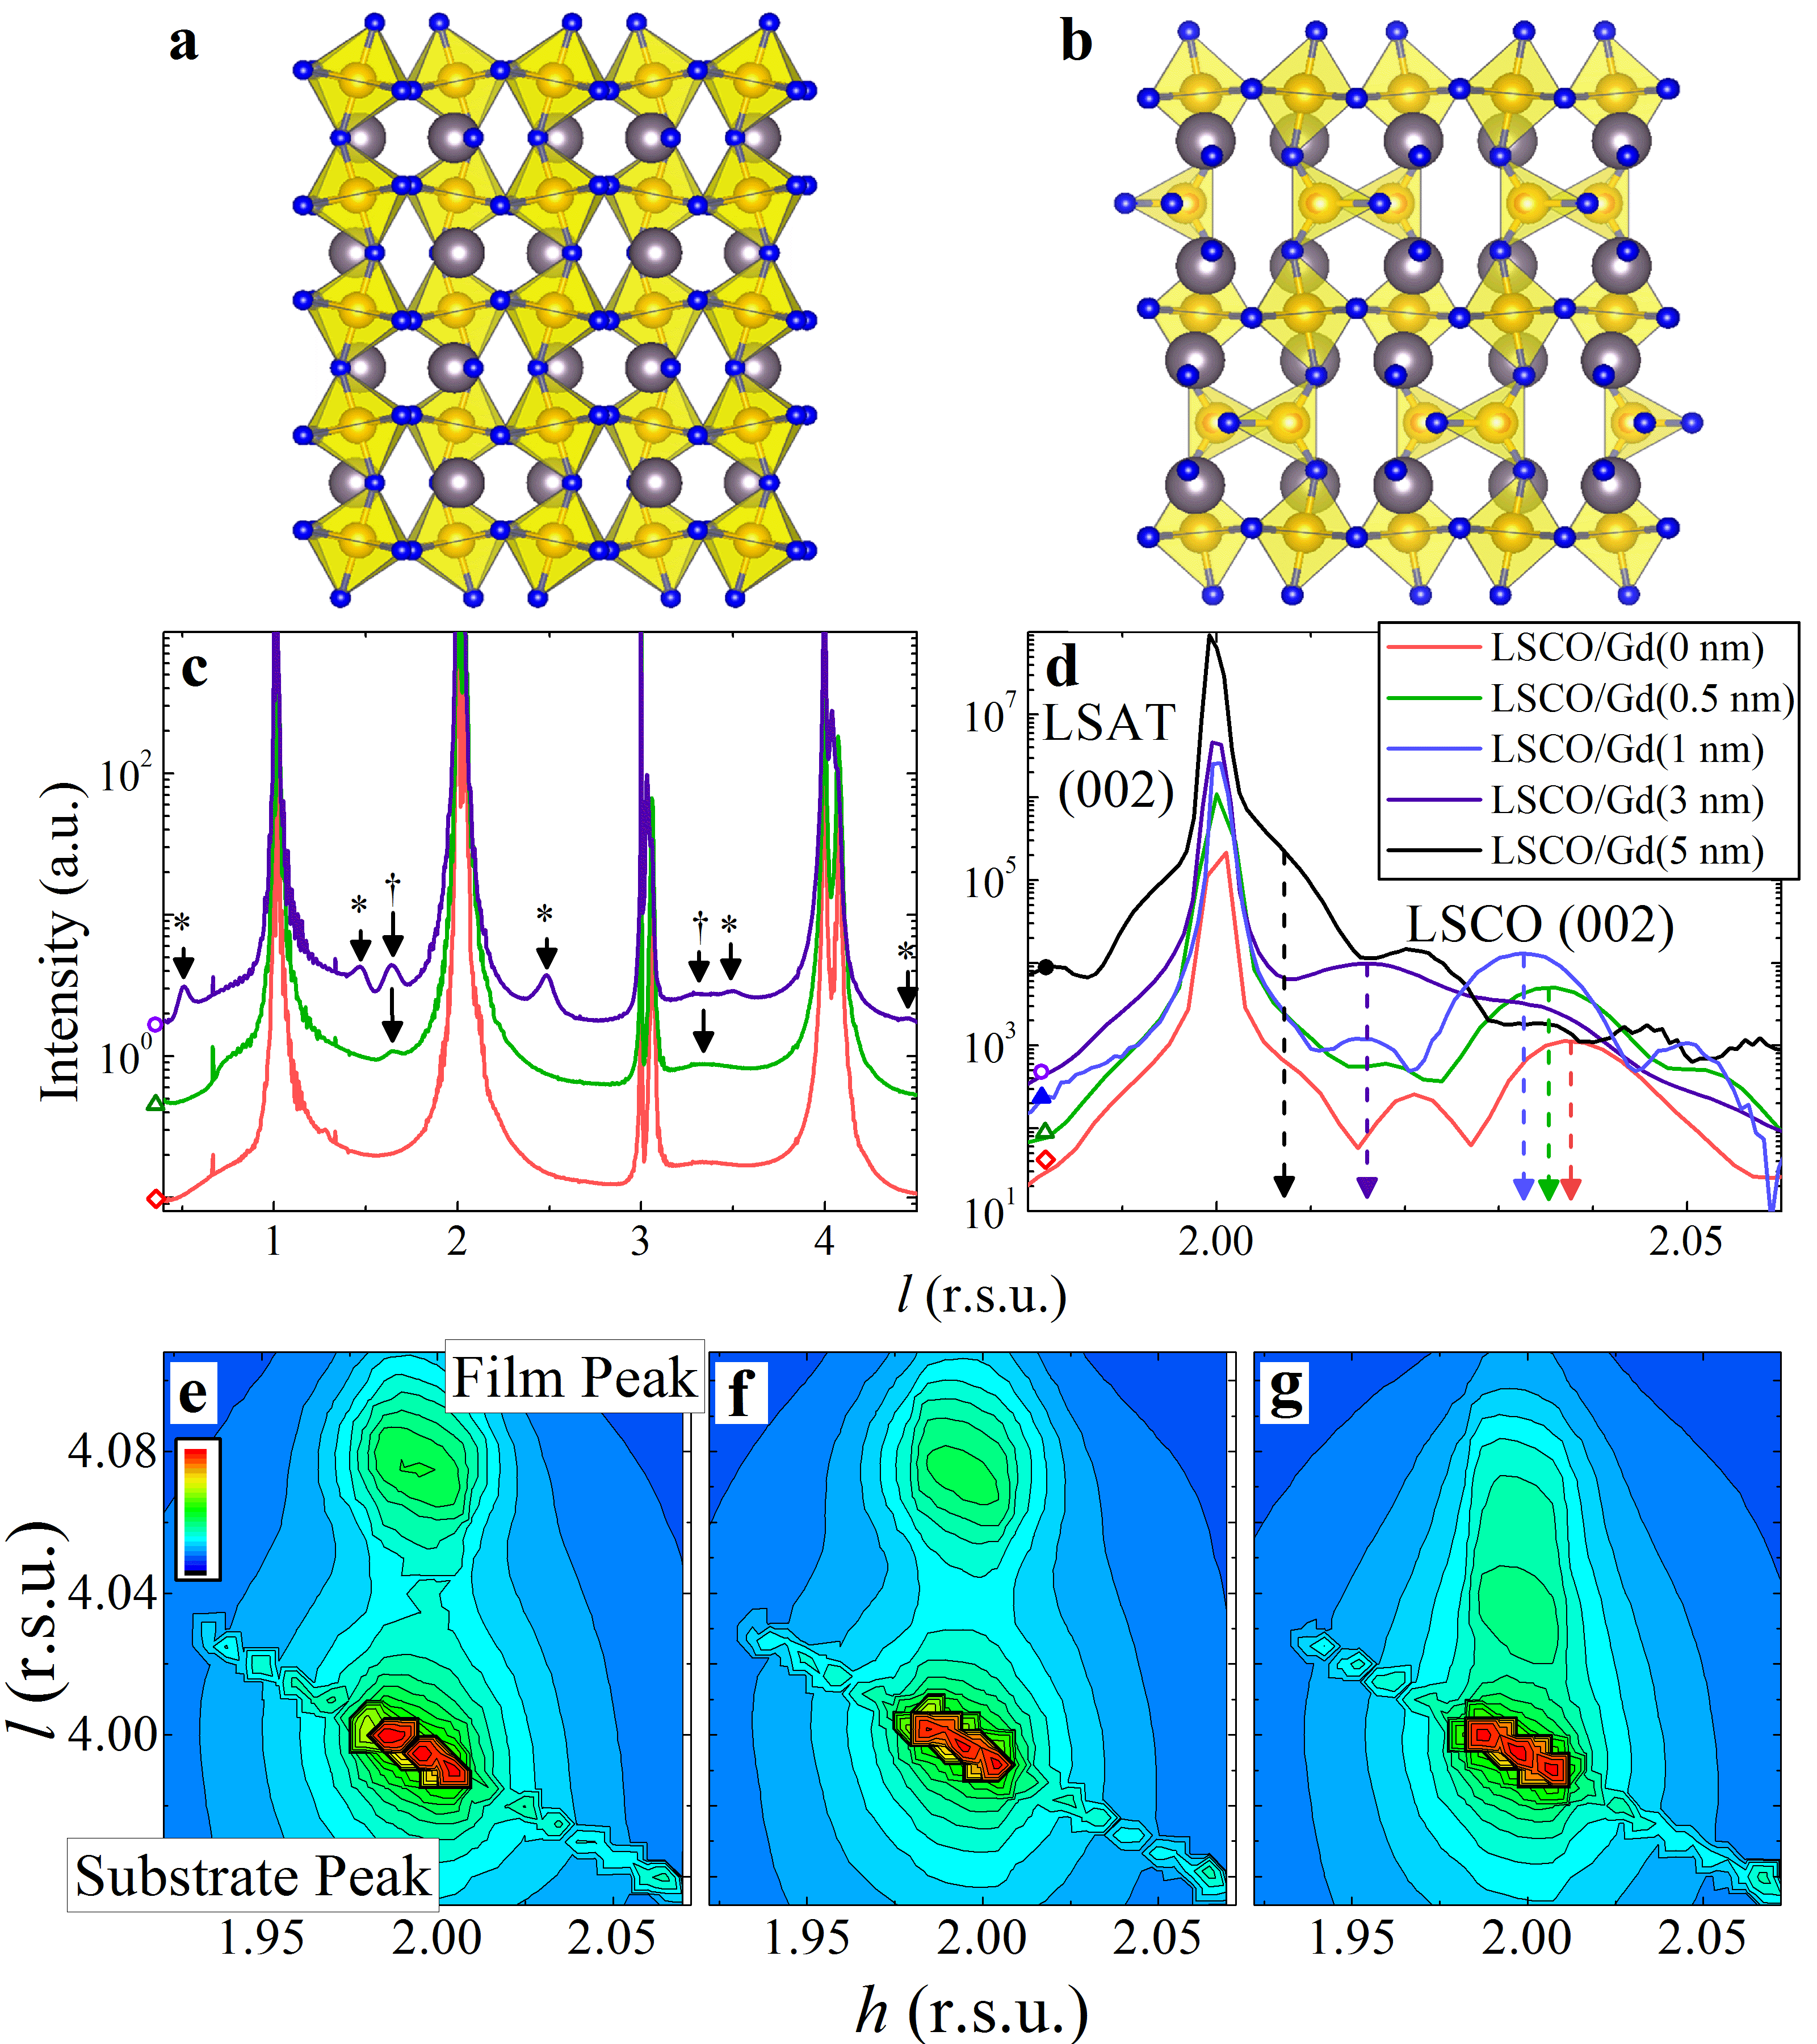 a
b
c
*
*
†
*
†
*
*
10²
10⁰
Intensity (a.u.)
1
2
3
4
d
LSAT
(002)
LSCO/Gd(0 nm)
LSCO/Gd(0.5 nm)
LSCO/Gd(1 nm)
LSCO/Gd(3 nm)
LSCO/Gd(5 nm)
LSCO (002)
10⁷
10⁵
10³
10¹
2.00
2.05
l (r.s.u.)
e
Film Peak
f
g
4.08
4.04
4.00
l (r.s.u.)
Substrate Peak
1.95
2.00
2.05
1.95
2.00
2.05
1.95
2.00
2.05
h (r.s.u.)